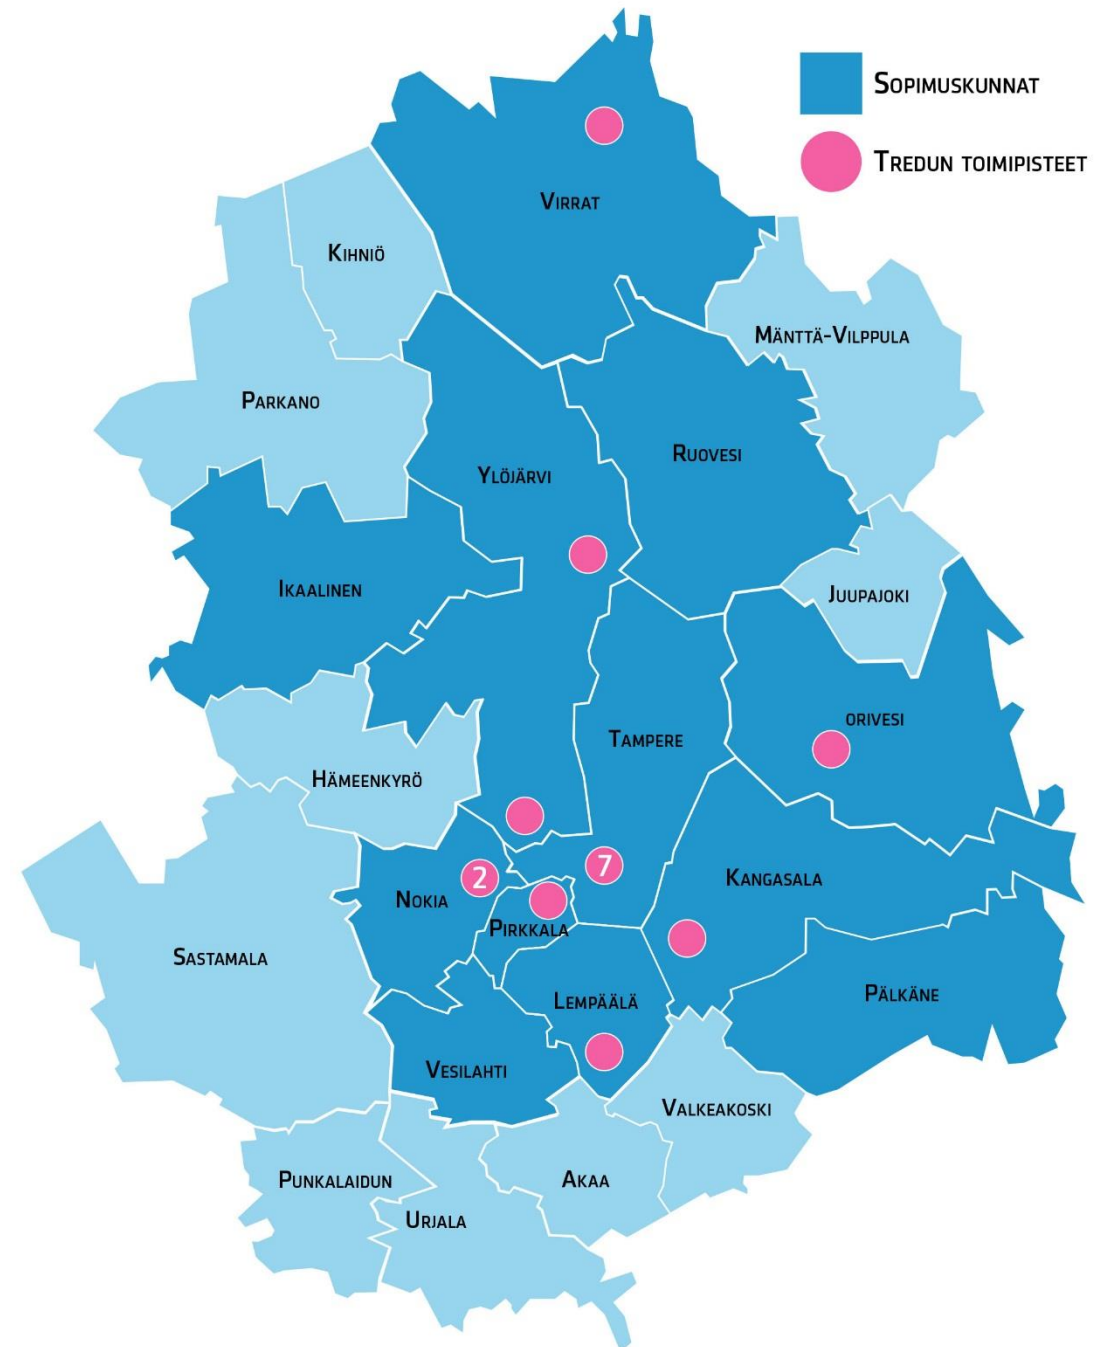 Sopimuskunnat
Tredun toimipisteet
Virrat
Kihniö
Mänttä-Vilppula
Parkano
Ruovesi
Ylöjärvi
Ikaalinen
Juupajoki
orivesi
Tampere
Hämeenkyrö
7
2
Kangasala
Nokia
Pirkkala
Sastamala
Pälkäne
Lempäälä
Vesilahti
Valkeakoski
Punkalaidun
Akaa
Urjala